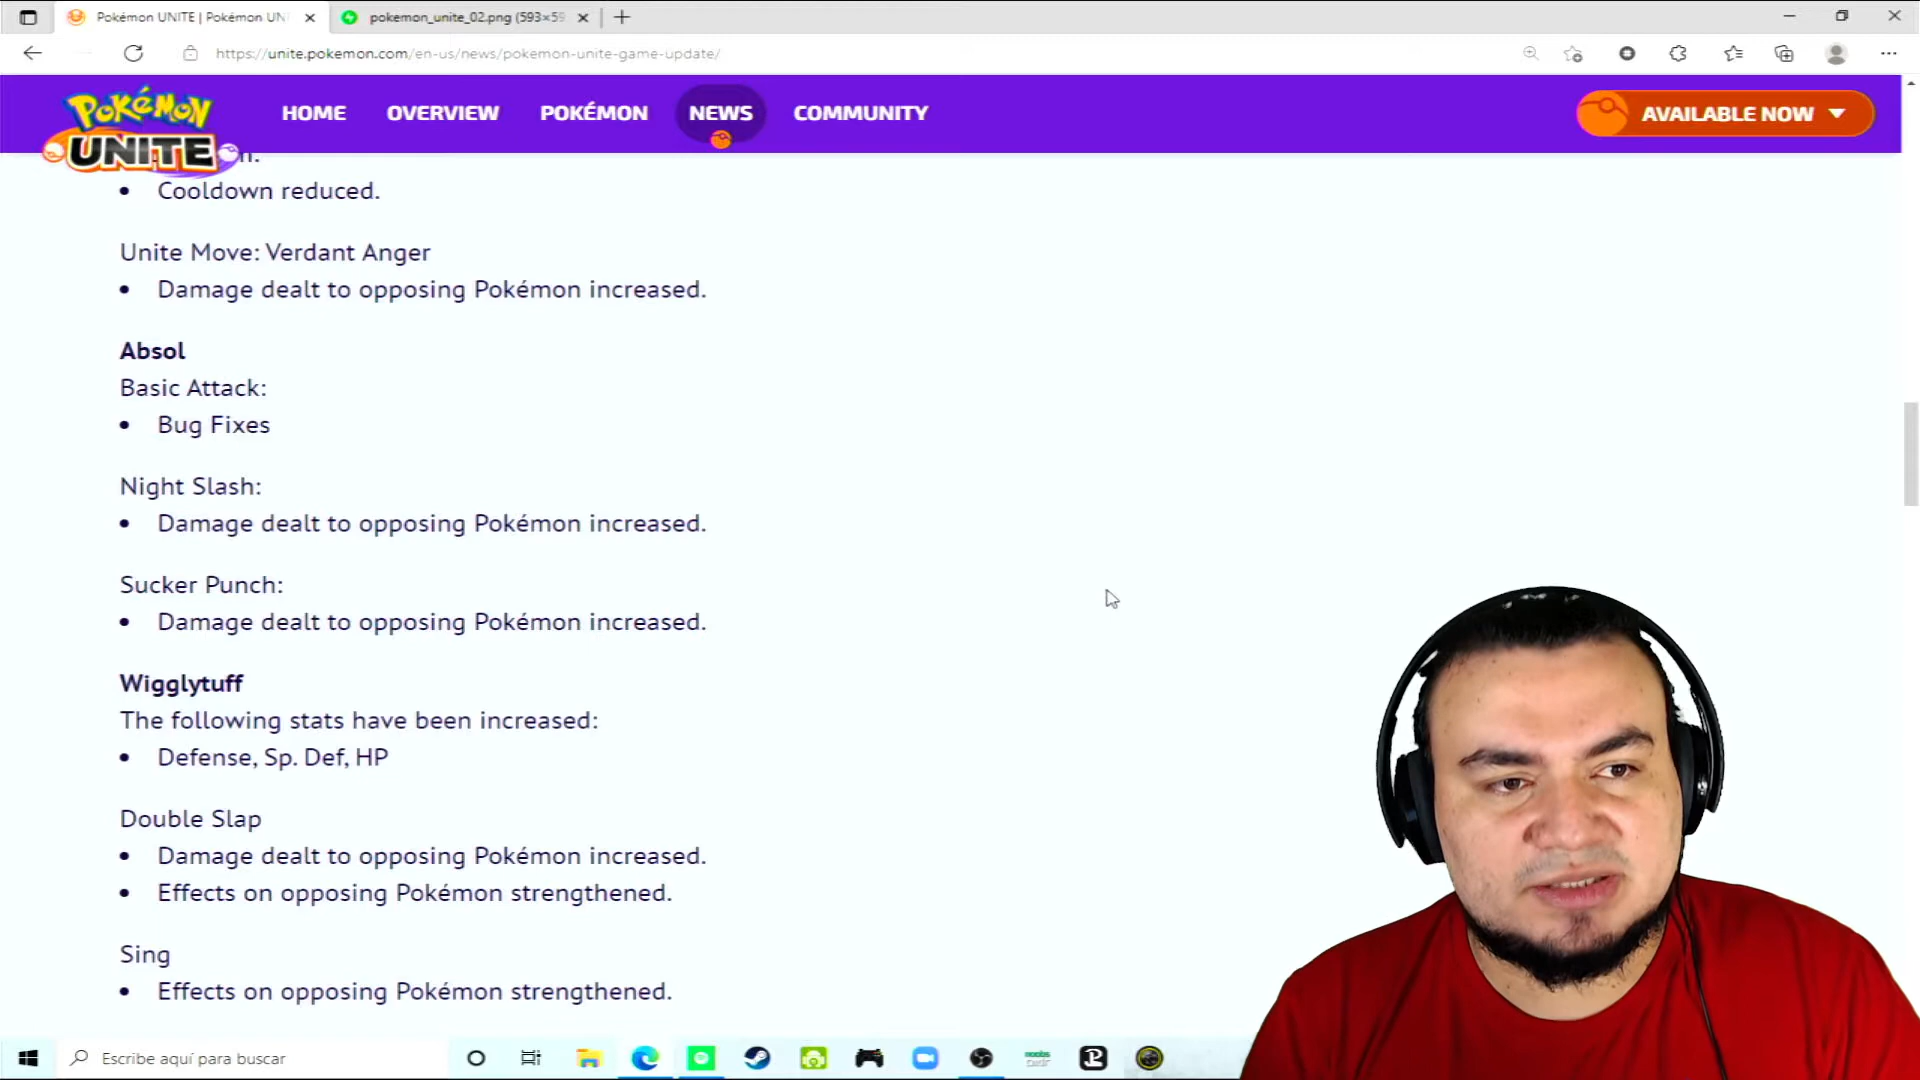 Pokémon UNITE | Pokémon UN
pokemon_unite_02.png (593×59
https://unite.pokemon.com/en-us/news/pokemon-unite-game-update/
POKéMON
UNITE
HOME
OVERVIEW
POKÉMON
NEWS
COMMUNITY
AVAILABLE NOW
• Cooldown reduced.
Unite Move: Verdant Anger
• Damage dealt to opposing Pokémon increased.
Absol
Basic Attack:
• Bug Fixes
Night Slash:
• Damage dealt to opposing Pokémon increased.
Sucker Punch:
• Damage dealt to opposing Pokémon increased.
Wigglytuff
The following stats have been increased:
• Defense, Sp. Def, HP
Double Slap
• Damage dealt to opposing Pokémon increased.
• Effects on opposing Pokémon strengthened.
Sing
• Effects on opposing Pokémon strengthened.
Escribe aquí para buscar